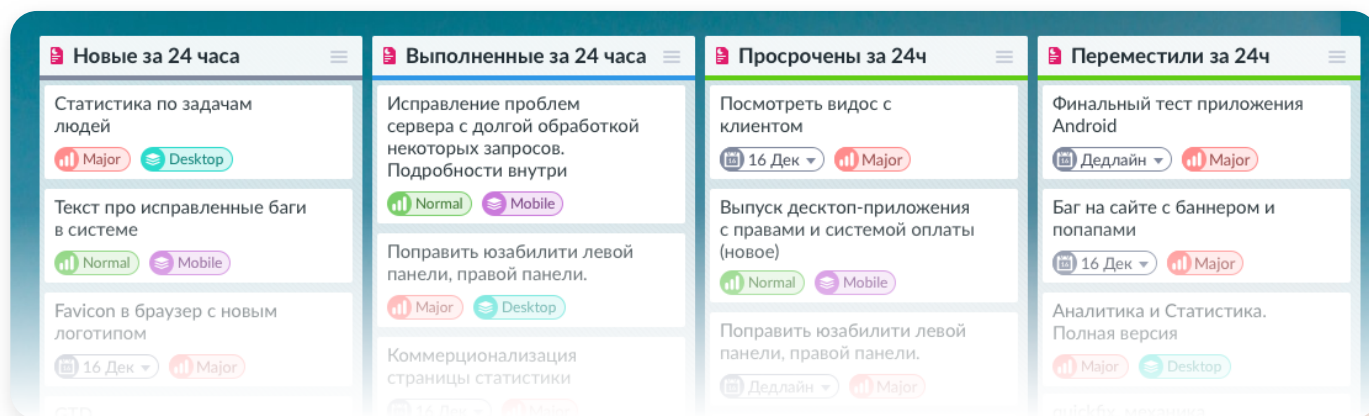 Новые за 24 часа
Статистика по задачам
людей
Major Desktop
Текст про исправленные баги
в системе
Normal Mobile
Favicon в браузер с новым
логотипом
16 Дек Major
Выполненные за 24 часа
Исправление проблем
сервера с долгой обработкой
некоторых запросов.
Подробности внутри
Normal Mobile
Поправить юзабилити левой
панели, правой панели.
Major Desktop
Коммерционализация
страницы статистики
16 Дек Major
Просрочены за 24ч
Посмотреть видос с
клиентом
16 Дек Major
Выпуск десктоп-приложения
с правами и системой оплаты
(новое)
Normal Mobile
Поправить юзабилити левой
панели, правой панели.
Дедлайн Major
Переместили за 24ч
Финальный тест приложения
Android
Дедлайн Major
Баг на сайте с баннером и
попапами
16 Дек Major
Аналитика и Статистика.
Полная версия
Major Desktop
quickfix механика